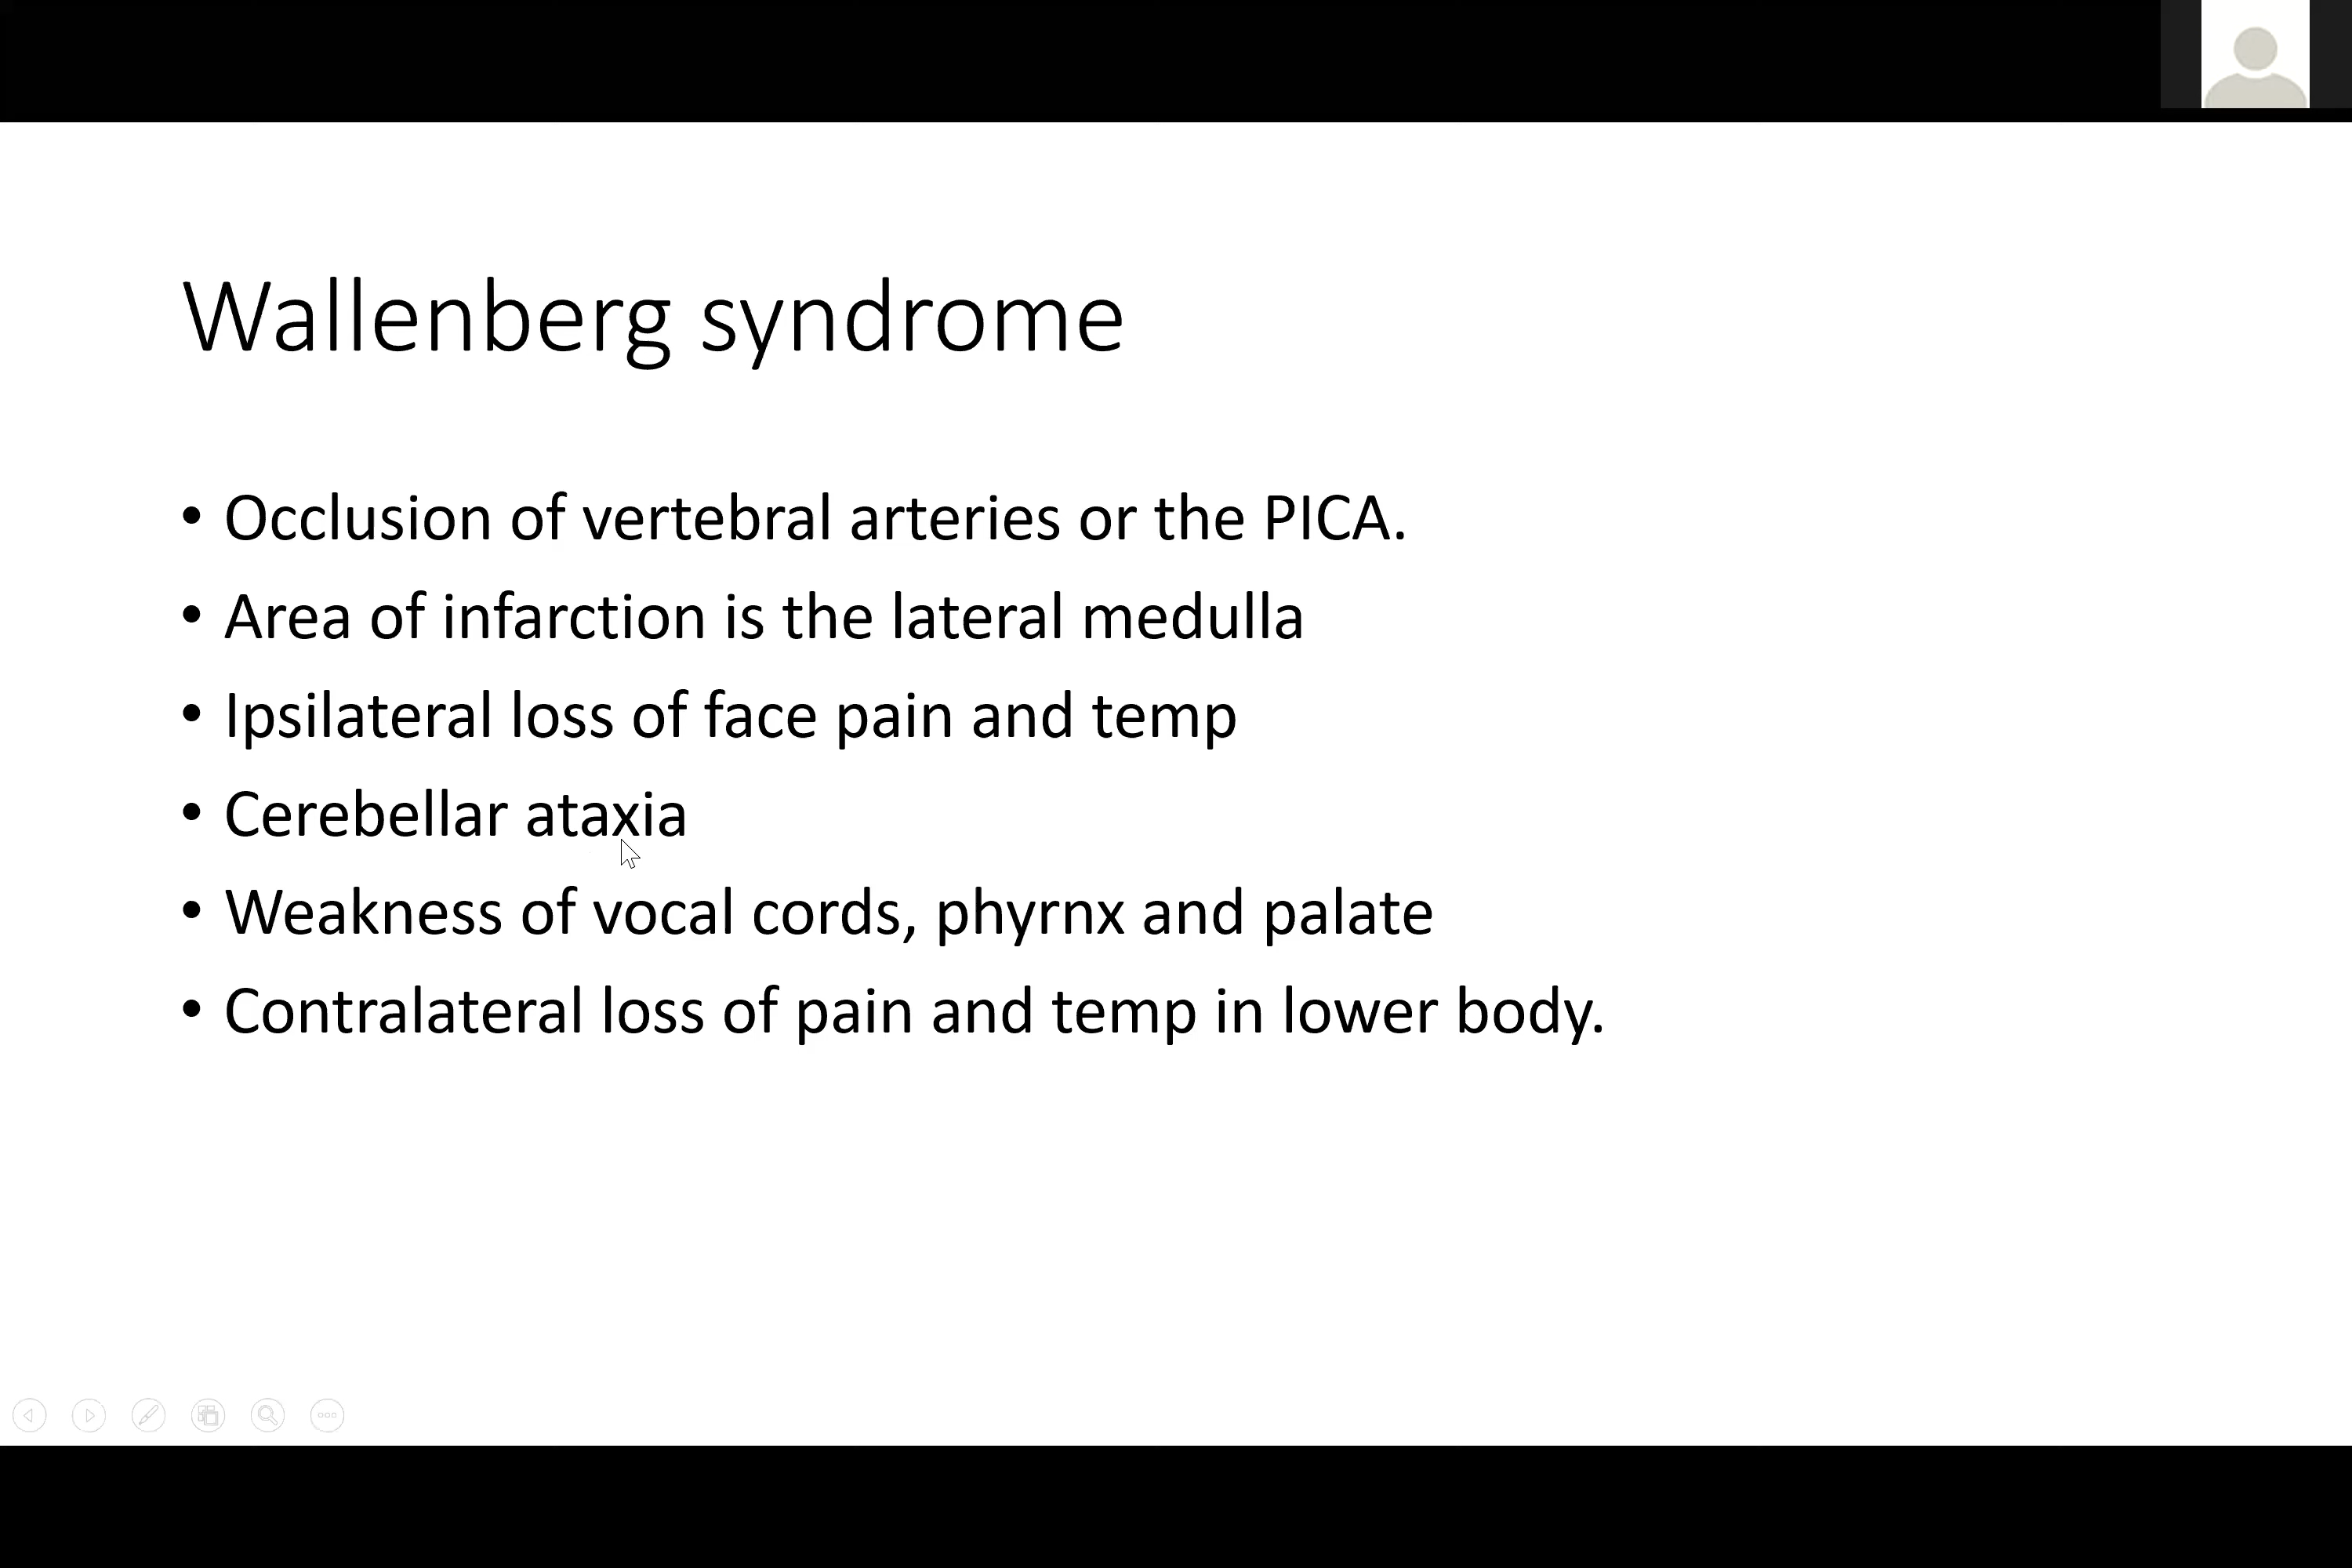 Wallenberg syndrome
• Occlusion of vertebral arteries or the PICA.
• Area of infarction is the lateral medulla
• Ipsilateral loss of face pain and temp
• Cerebellar ataxia
• Weakness of vocal cords, phyrnx and palate
• Contralateral loss of pain and temp in lower body.